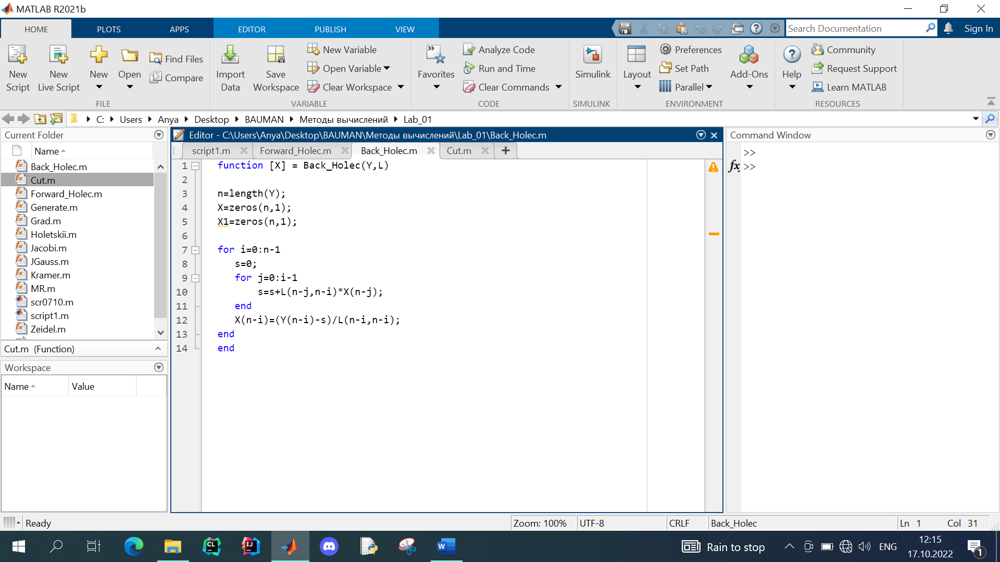 MATLAB R2021b
HOME PLOTS APPS EDITOR PUBLISH VIEW Search Documentation Sign In
New Script
New Live Script
New
Open
Find Files
Compare
FILE
Import Data
Save Workspace
New Variable
Open Variable
Clear Workspace
VARIABLE
Favorites
Analyze Code
Run and Time
Clear Commands
CODE
Simulink
SIMULINK
Layout
Preferences
Set Path
Parallel
Add-Ons
ENVIRONMENT
Help
Community
Request Support
Learn MATLAB
RESOURCES
C: Users Anya Desktop BAUMAN Методы вычислений Lab_01
Current Folder
Name
Back_Holec.m
Cut.m
Forward_Holec.m
Generate.m
Grad.m
Holetskii.m
Jacobi.m
JGauss.m
Kramer.m
MR.m
scr0710.m
script1.m
Zeidel.m
Cut.m (Function)
Workspace
Name Value
Editor - C:\Users\Anya\Desktop\BAUMAN\Методы вычислений\Lab_01\Back_Holec.m
script1.m Forward_Holec.m Back_Holec.m Cut.m +
1 function [X] = Back_Holec(Y,L)
2
3 n=length(Y);
4 X=zeros(n,1);
5 X1=zeros(n,1);
6
7 for i=0:n-1
8 s=0;
9 for j=0:i-1
10 s=s+L(n-j,n-i)*X(n-j);
11 end
12 X(n-i)=(Y(n-i)-s)/L(n-i,n-i);
13 end
14 end
Command Window
>>
fx >>
Ready Zoom: 100% UTF-8 CRLF Back_Holec Ln 1 Col 31
CL IJ W Rain to stop ENG 12:15
17.10.2022 1